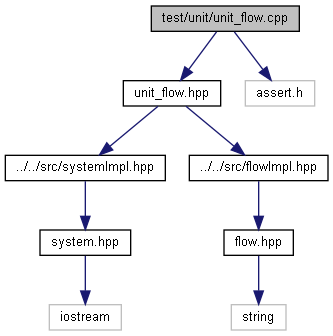 test/unit/unit_flow.cpp
unit_flow.hpp
assert.h
../../src/systemImpl.hpp
../../src/flowImpl.hpp
system.hpp
flow.hpp
iostream
string